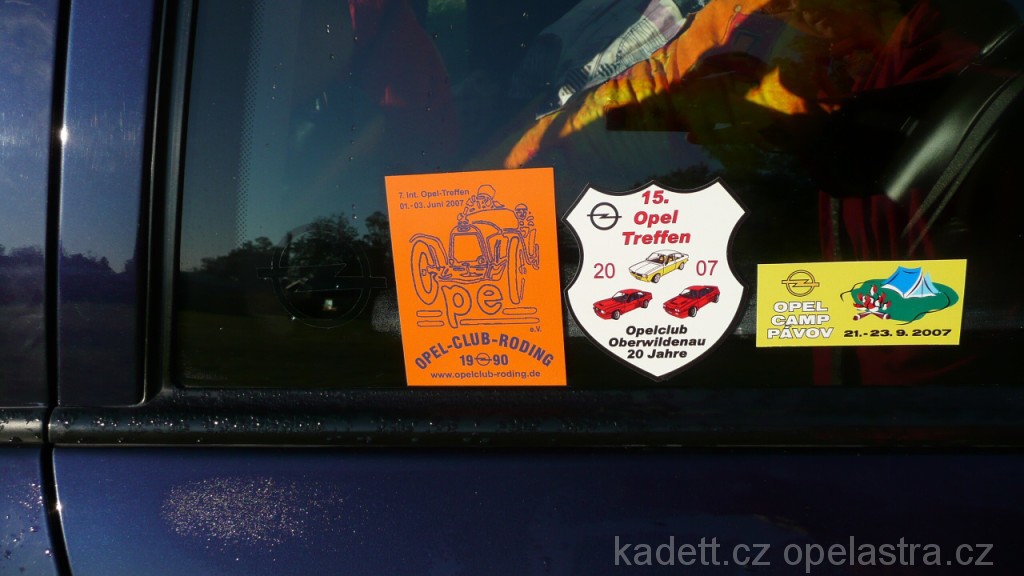 7. Int. Opel-Treffen
01.-03. Juni 2007
Opel
e.V.
OPEL-CLUB-RODING
19 90
www.opelclub-roding.de
15.
Opel
Treffen
20 07
Opelclub
Oberwildenau
20 Jahre
OPEL
CAMP
PÁVOV
21.-23. 9. 2007
kadett.cz opelastra.cz